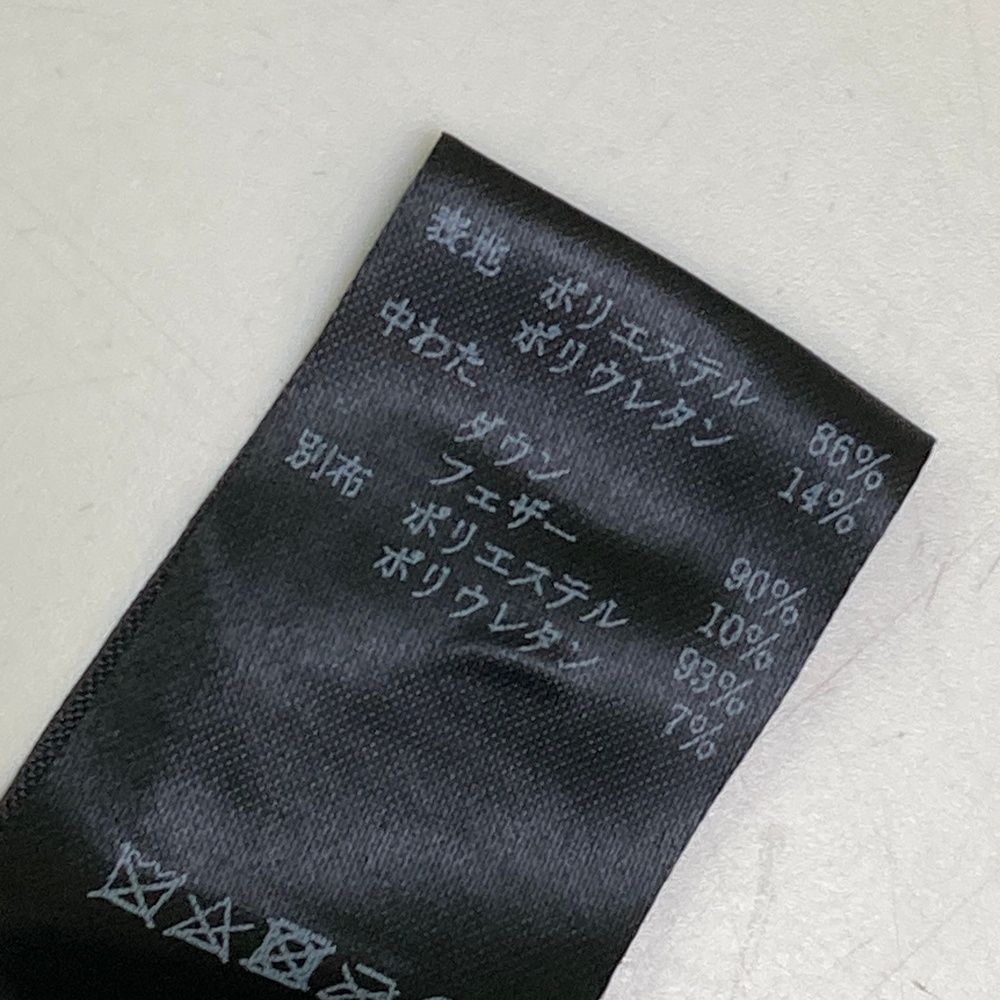 表地 ポリエステル 86%
ポリウレタン 14%
中わた
ダウン 90%
フェザー 10%
別布 ポリエステル 93%
ポリウレタン 7%